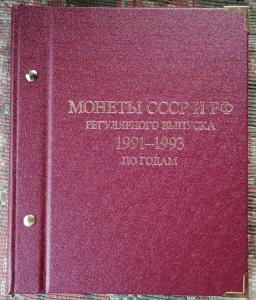 МОНЕТЫ СССР И РФ
РЕГУЛЯРНОГО ВЫПУСКА
1991–1993
ПО ГОДАМ